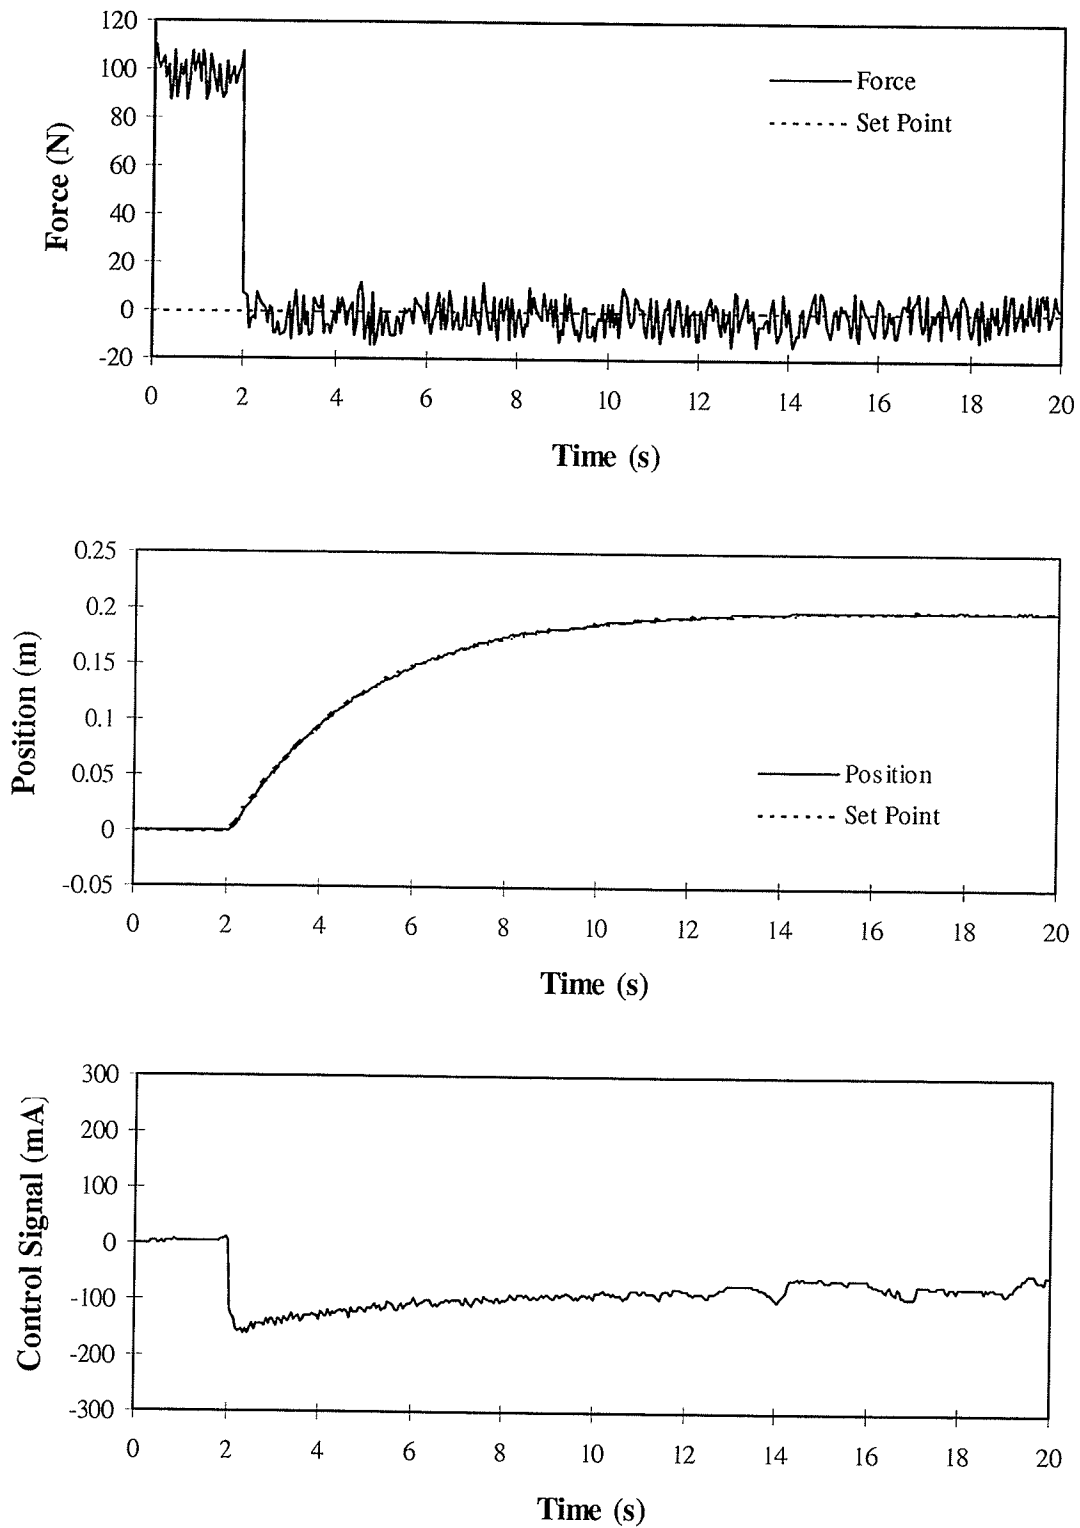 120
100
80
60
40
20
0
-20
Force (N)
Force
Set Point
0 2 4 6 8 10 12 14 16 18 20
Time (s)
0.25
0.2
0.15
0.1
0.05
0
-0.05
Position (m)
Position
Set Point
0 2 4 6 8 10 12 14 16 18 20
Time (s)
300
200
100
0
-100
-200
-300
Control Signal (mA)
0 2 4 6 8 10 12 14 16 18 20
Time (s)